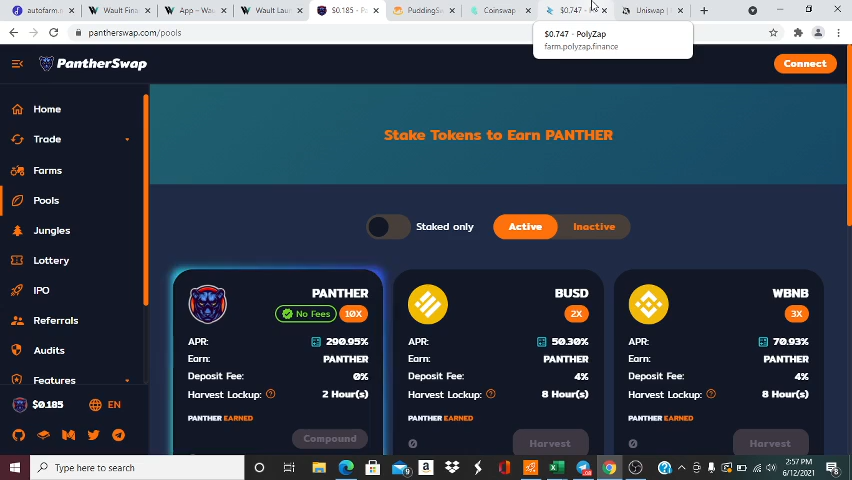 autofarm.n
Wault Finan
App – Wau
Wault Laun
$0.185 - P
PuddingSw
Coinswap
$0.747 -
Uniswap |
pantherswap.com/pools
$0.747 - PolyZap
farm.polyzap.finance
PantherSwap
Connect
Home
Trade
Farms
Pools
Jungles
Lottery
IPO
Referrals
Audits
Features
$0.185
EN
Stake Tokens to Earn PANTHER
Staked only
Active
Inactive
PANTHER
No Fees
10X
APR:
290.95%
Earn:
PANTHER
Deposit Fee:
0%
Harvest Lockup:
2 Hour(s)
PANTHER EARNED
Compound
BUSD
2X
APR:
50.30%
Earn:
PANTHER
Deposit Fee:
4%
Harvest Lockup:
8 Hour(s)
PANTHER EARNED
0
Harvest
WBNB
3X
APR:
70.93%
Earn:
PANTHER
Deposit Fee:
4%
Harvest Lockup:
8 Hour(s)
PANTHER EARNED
0
Harvest
Type here to search
2:57 PM
6/12/2021